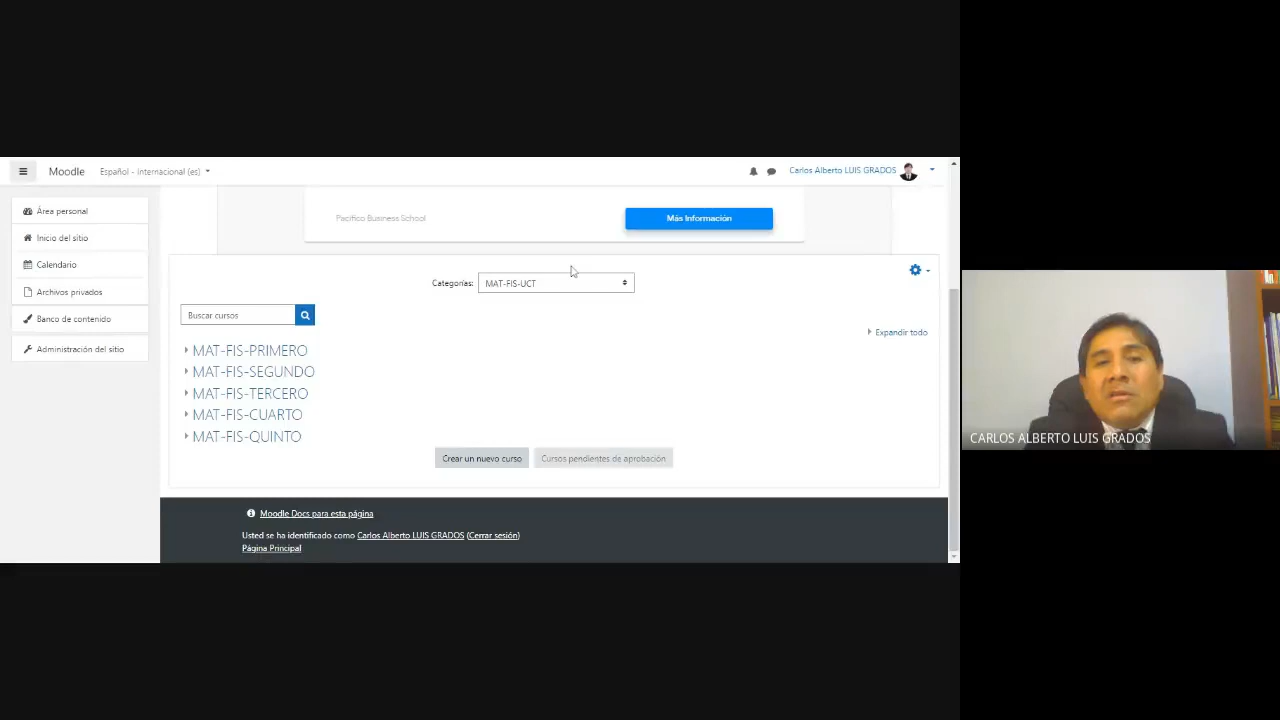 Moodle Español - Internacional (es) Carlos Alberto LUIS GRADOS
Área personal
Inicio del sitio
Calendario
Archivos privados
Banco de contenido
Administración del sitio
Pacífico Business School Más Información
Categorías: MAT-FIS-UCT
Buscar cursos
Expandir todo
MAT-FIS-PRIMERO
MAT-FIS-SEGUNDO
MAT-FIS-TERCERO
MAT-FIS-CUARTO
MAT-FIS-QUINTO
Crear un nuevo curso Cursos pendientes de aprobación
Moodle Docs para esta página
Usted se ha identificado como Carlos Alberto LUIS GRADOS (Cerrar sesión)
Página Principal
CARLOS ALBERTO LUIS GRADOS